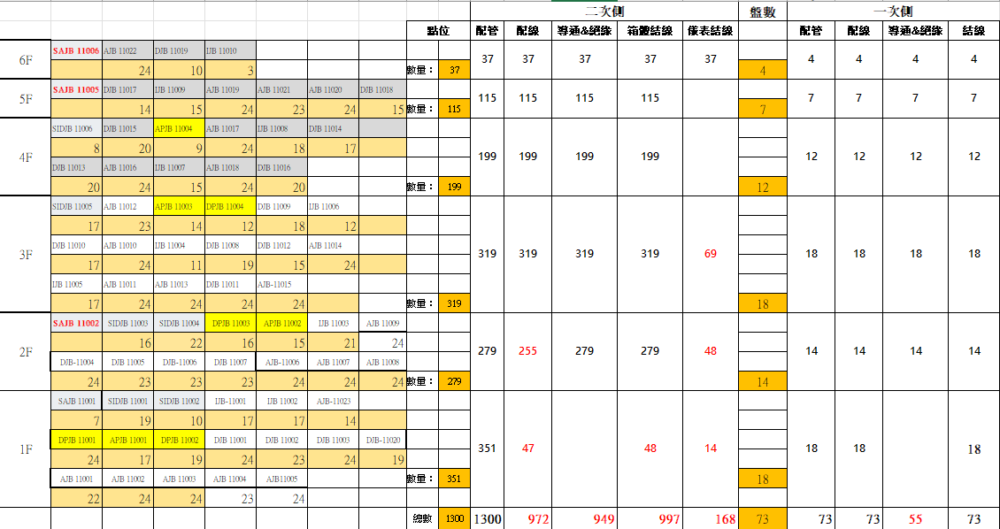 二次側 盤數 一次側
點位 配管 配線 導通&絕緣 箱體結線 儀表結線 配管 配線 導通&絕緣 結線
6F SAJB 11006 AJB 11022 DJB 11019 IJB 11010 37 37 37 37 37 4 4 4 4
24 10 3 數量: 37 4
5F SAJB 11005 DJB 11017 IJB 11009 AJB 11019 AJB 11021 AJB 11020 DJB 11018 115 115 115 115 7 7 7 7
14 15 24 23 24 15 數量: 115 7
4F SIDJB 11006 DJB 11015 APJB 11004 AJB 11017 IJB 11008 DJB 11014
8 20 9 24 18 17 199 199 199 199 12 12 12 12
DJB 11013 AJB 11016 IJB 11007 AJB 11018 DJB 11016
20 24 15 24 20 數量: 199 12
3F SIDJB 11005 AJB 11012 APJB 11003 DPJB 11004 DJB 11009 IJB 11006
17 23 14 12 18 12
DJB 11010 AJB 11010 IJB 11004 DJB 11008 DJB 11012 AJB 11014 319 319 319 319 69 18 18 18 18
17 24 11 19 15 24
IJB 11005 AJB 11011 AJB 11013 DJB 11011 AJB-11015
17 24 24 24 24 數量: 319 18
2F SAJB 11002 SIDJB 11003 SIDJB 11004 DPJB 11003 APJB 11002 IJB 11003 AJB 11009
16 22 16 15 21 24 279 255 279 279 48 14 14 14 14
DJB-11004 DJB 11005 DJB-11006 DJB 11007 AJB-11006 AJB 11007 AJB 11008
24 23 23 23 24 24 24 數量: 279 14
1F SAJB 11001 SIDJB 11001 SIDJB 11002 IJB-11001 IJB 11002 AJB-11023
7 19 10 17 17 14
DPJB 11001 APJB 11001 DPJB 11002 DJB 11001 DJB 11002 DJB 11003 DJB-11020 351 47 48 14 18 18 18
24 17 19 24 23 24 19
AJB 11001 AJB 11002 AJB 11003 AJB 11004 AJB11005 數量: 351 18
22 24 24 23 24
總數 1300 1300 972 949 997 168 73 73 73 55 73